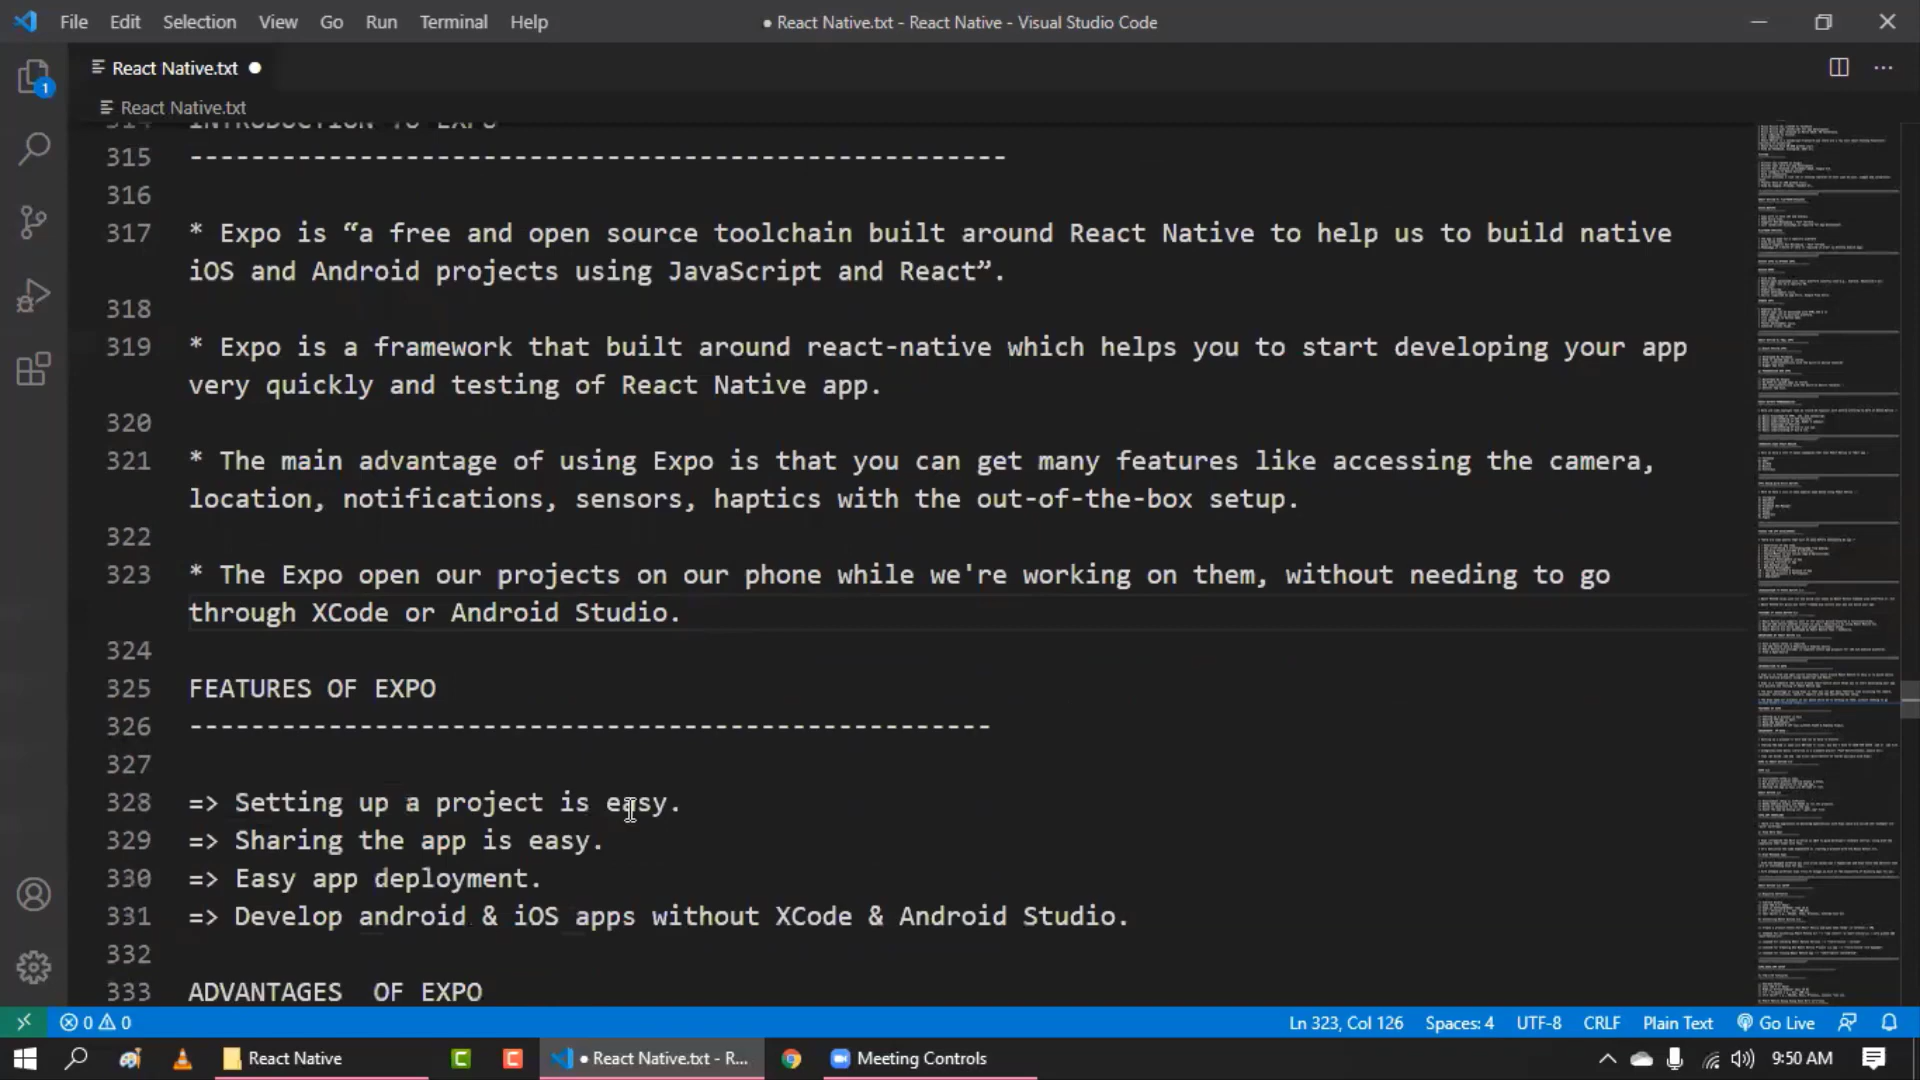 File Edit Selection View Go Run Terminal Help
● React Native.txt - React Native - Visual Studio Code
React Native.txt ●
1
React Native.txt
314 INTRODUCTION TO EXPO
315 -----------------------------------------------------
316
317 * Expo is “a free and open source toolchain built around React Native to help us to build native
iOS and Android projects using JavaScript and React”.
318
319 * Expo is a framework that built around react-native which helps you to start developing your app
very quickly and testing of React Native app.
320
321 * The main advantage of using Expo is that you can get many features like accessing the camera,
location, notifications, sensors, haptics with the out-of-the-box setup.
322
323 * The Expo open our projects on our phone while we're working on them, without needing to go
through XCode or Android Studio.
324
325 FEATURES OF EXPO
326 ----------------------------------------------------
327
328 => Setting up a project is easy.
329 => Sharing the app is easy.
330 => Easy app deployment.
331 => Develop android & iOS apps without XCode & Android Studio.
332
333 ADVANTAGES  OF EXPO
0 0 Ln 323, Col 126 Spaces: 4 UTF-8 CRLF Plain Text Go Live
React Native C C ● React Native.txt - R... Meeting Controls 9:50 AM